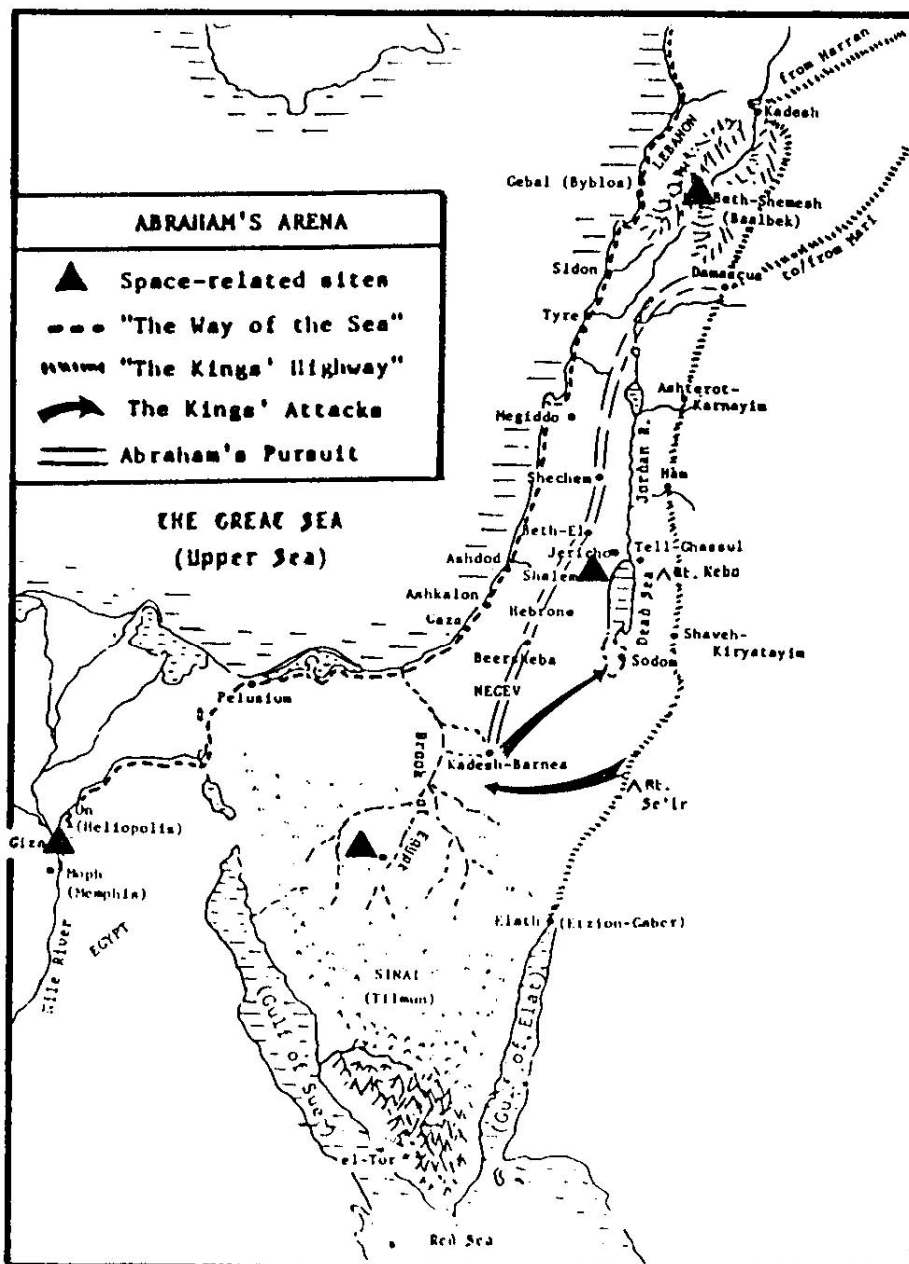 ABRAHAM'S ARENA
Space-related sites
"The Way of the Sea"
"The Kings' Highway"
The Kings' Attacks
Abraham's Pursuit
from Harran
Kadesh
LEBANON
Gebal (Byblos)
Beth-Shemesh
(Baalbek)
to/from Mari
Sidon
Damascus
Tyre
Ashterot-
Karnayim
Megiddo
Jordan R.
Shechem
Ham
THE GREAT SEA
(Upper Sea)
Beth-El
Jericho
Tell-Ghassul
Ashdod
Shalem
Mt. Nebo
Ashkalon
Dead Sea
Gaza
Hebron
Shaveh-
Kiryatayim
Beersheba
Sodom
NEGEV
Pelusium
Kadesh-Barnea
Brook of Egypt
Mt.
Se'ir
On
(Heliopolis)
Giza
Moph
(Memphis)
Nile River
EGYPT
Elath (Etzion-Gaber)
SINAI
(Tilmun)
(Gulf of Suez)
(Gulf of Elat)
el-Tor
Red Sea